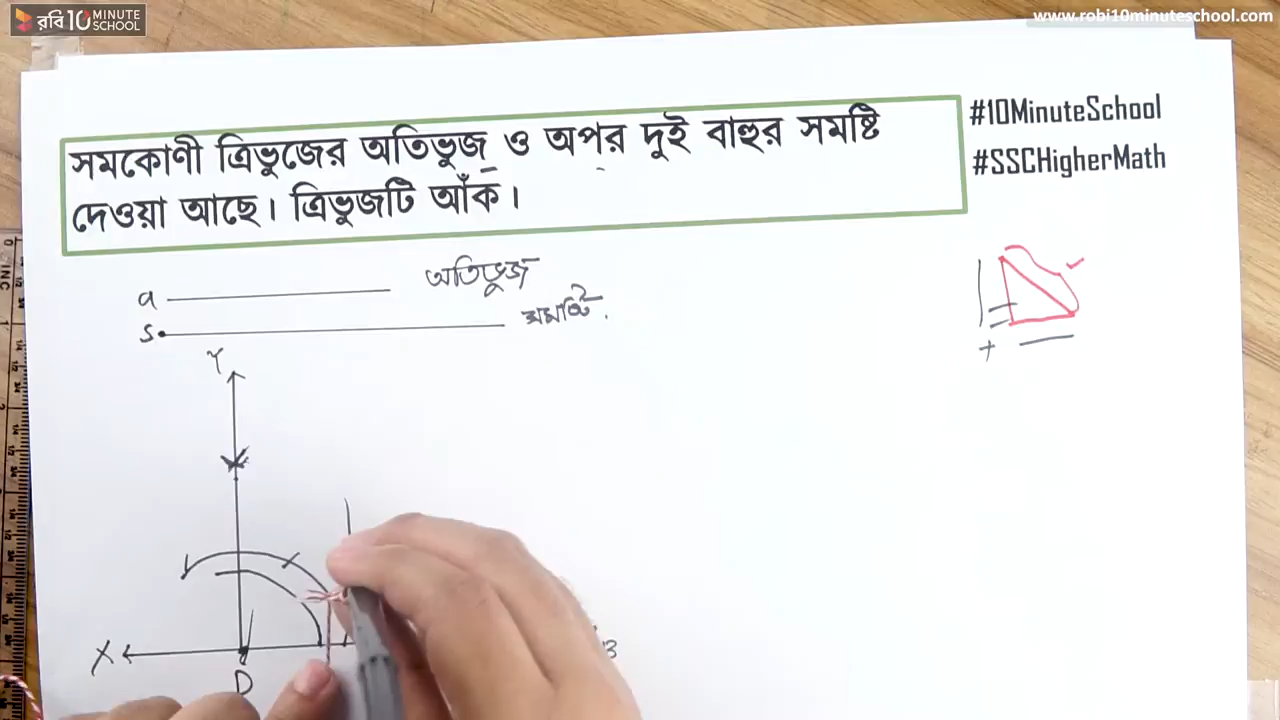 রবি 10 MINUTE SCHOOL
www.robi10minuteschool.com
#10MinuteSchool
#SSCHigherMath
সমকোণী ত্রিভুজের অতিভুজ ও অপর দুই বাহুর সমষ্টি
দেওয়া আছে। ত্রিভুজটি আঁক।
a অতিভুজ
s সমষ্টি.
Y
+
X
D